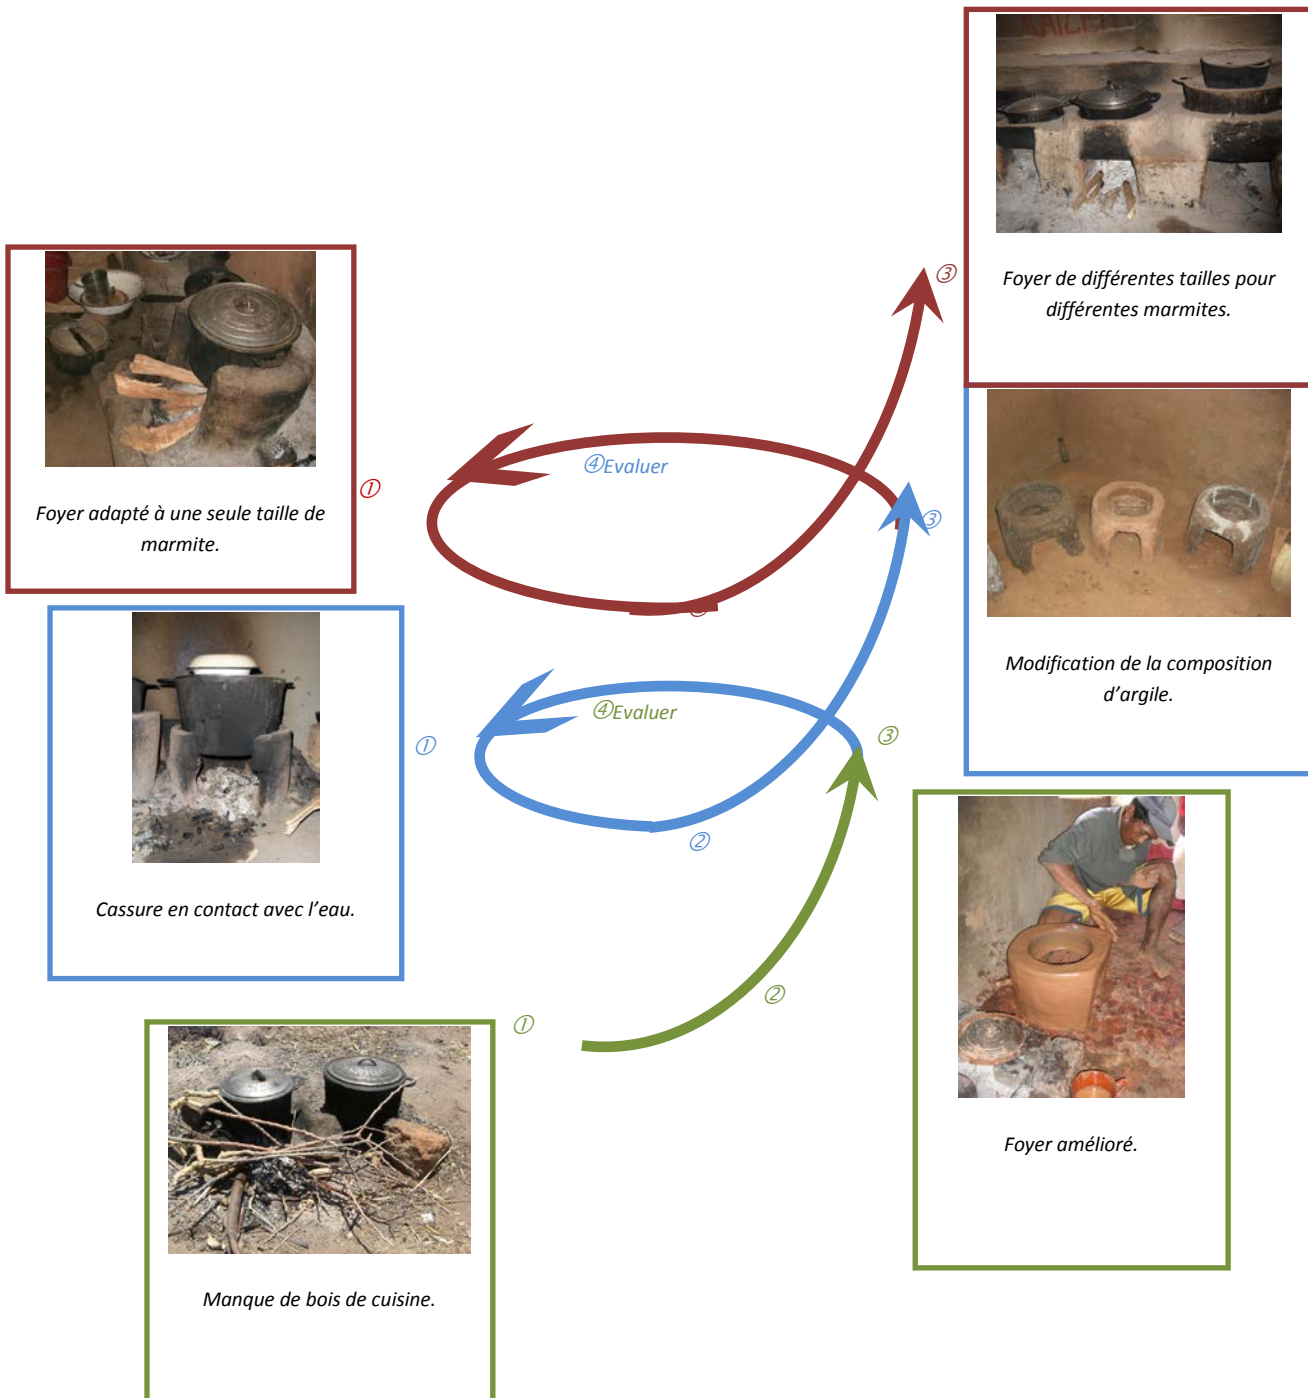 ③
Foyer de différentes tailles pour
différentes marmites.
④Evaluer
①
Foyer adapté à une seule taille de
marmite.
③
Modification de la composition
d’argile.
④Evaluer
③
①
②
Cassure en contact avec l’eau.
②
①
Foyer amélioré.
Manque de bois de cuisine.